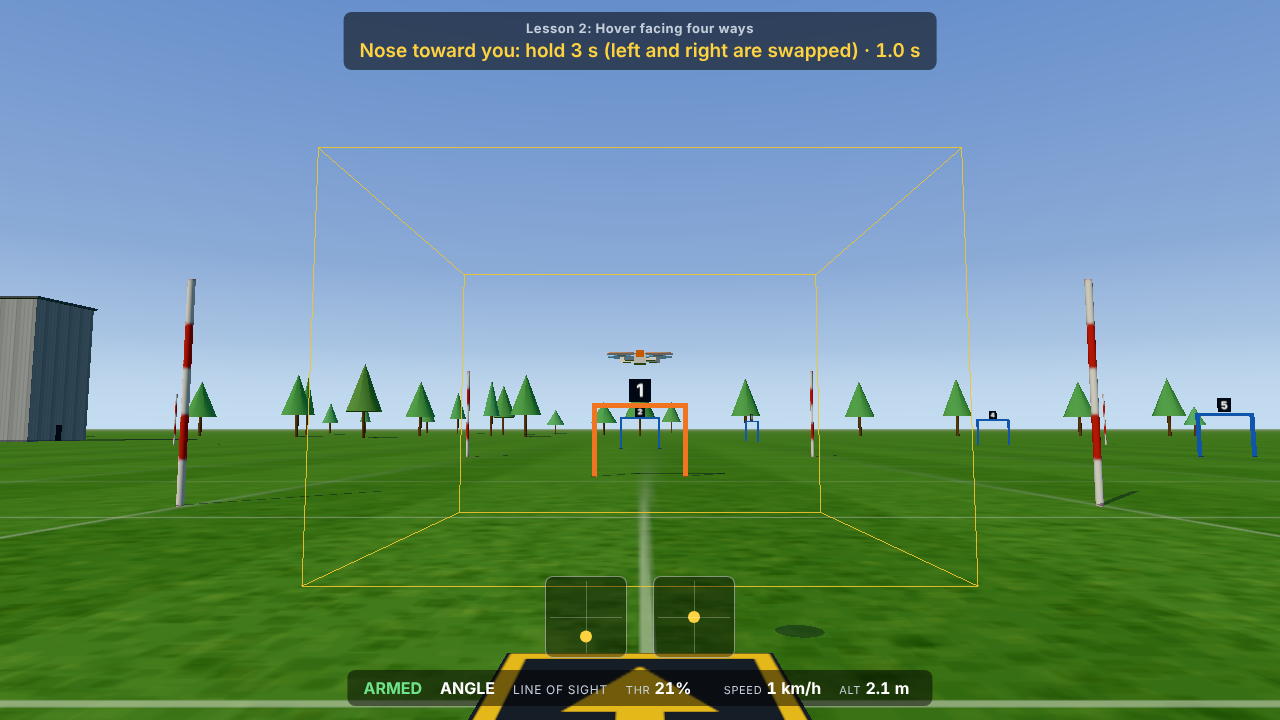 Lesson 2: Hover facing four ways
Nose toward you: hold 3 s (left and right are swapped) · 1.0 s
1
2
4
5
ARMED ANGLE LINE OF SIGHT THR 21% SPEED 1 km/h ALT 2.1 m